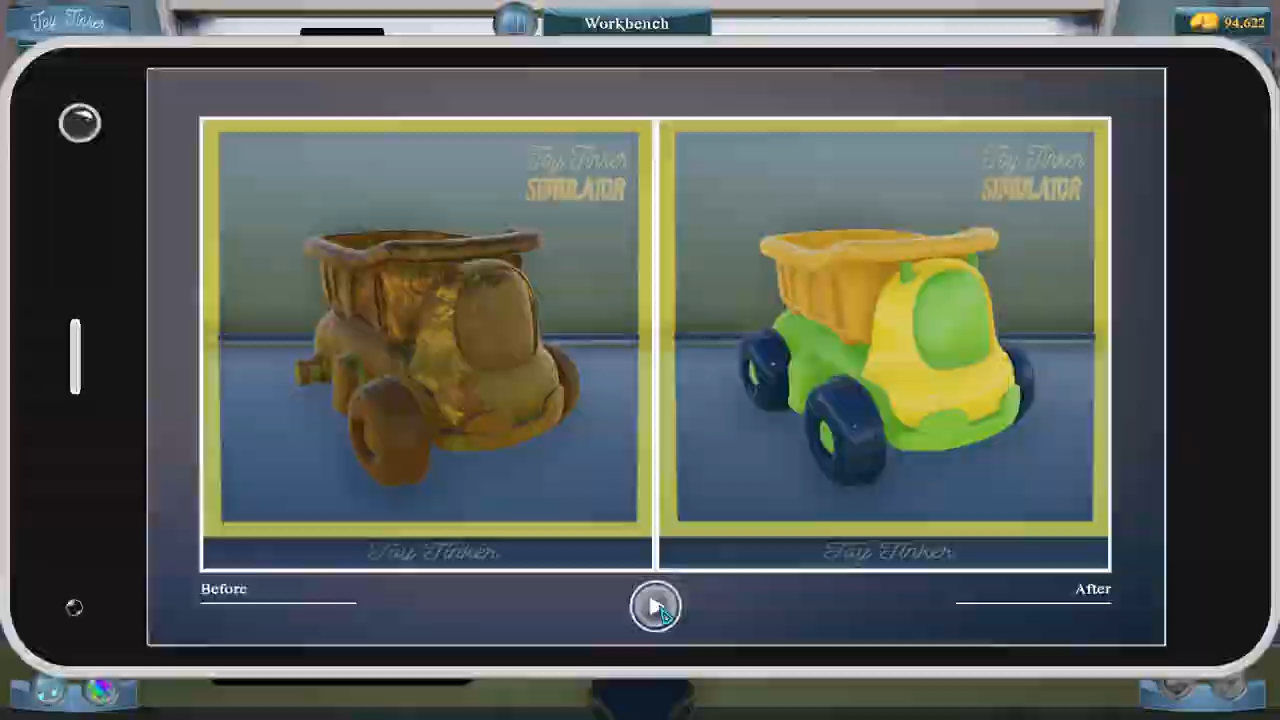 Toy Tinker
Workbench
94,622
Toy Tinker
SIMULATOR
Toy Tinker
SIMULATOR
Toy Tinker
Toy Tinker
Before
After